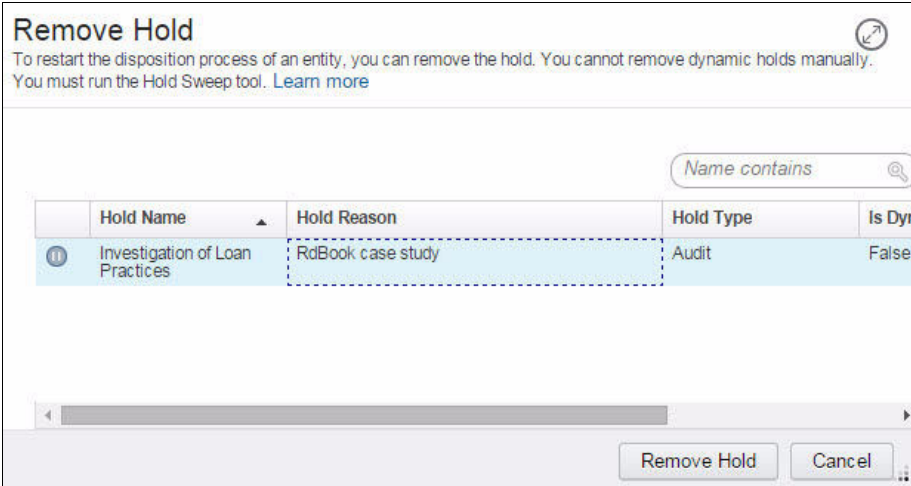 Remove Hold
To restart the disposition process of an entity, you can remove the hold. You cannot remove dynamic holds manually.
You must run the Hold Sweep tool. Learn more
Name contains
Hold Name Hold Reason Hold Type Is Dyn
Investigation of Loan RdBook case study Audit False
Practices
Remove Hold Cancel